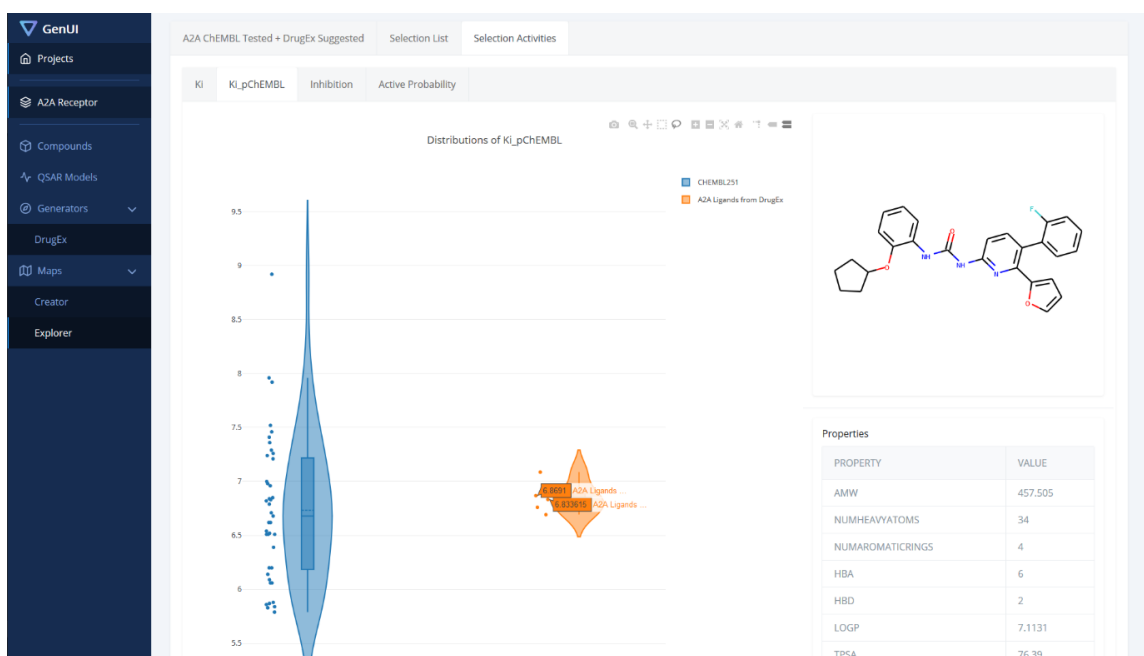 GenUI
Projects
A2A Receptor
Compounds
QSAR Models
Generators
DrugEx
Maps
Creator
Explorer
A2A ChEMBL Tested + DrugEx Suggested
Selection List
Selection Activities
Ki
Ki_pChEMBL
Inhibition
Active Probability
Distributions of Ki_pChEMBL
CHEMBL251
A2A Ligands from DrugEx
9.5
9
8.5
8
7.5
7
6.5
6
5.5
6.8691 A2A Ligands ...
6.833615 A2A Ligands ...
F
O
NH
NH
O
N
O
Properties
PROPERTY VALUE
AMW 457.505
NUMHEAVYATOMS 34
NUMAROMATICRINGS 4
HBA 6
HBD 2
LOGP 7.1131
TPSA 76.39